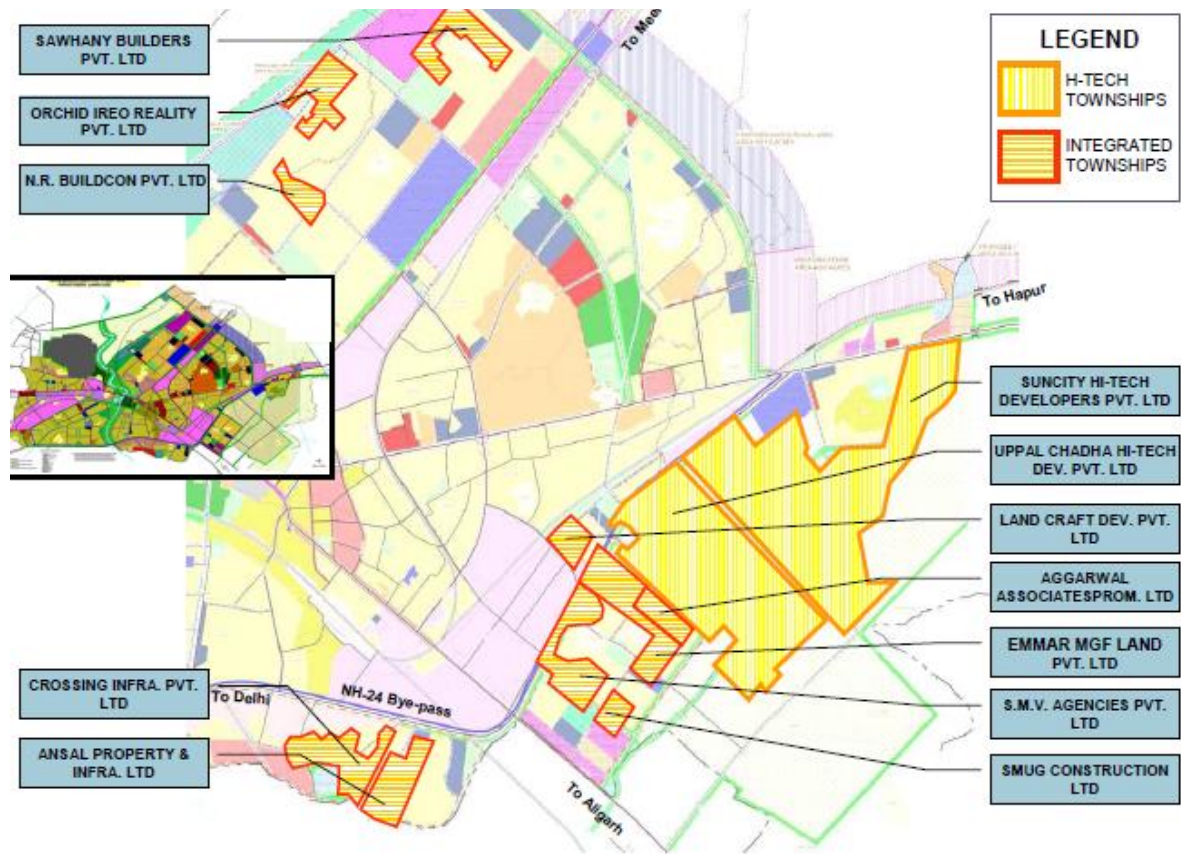 SAWHANY BUILDERS
PVT. LTD
ORCHID IREO REALITY
PVT. LTD
N.R. BUILDCON PVT. LTD
To Hapur
LEGEND
H-TECH
TOWNSHIPS
INTEGRATED
TOWNSHIPS
SUNCITY HI-TECH
DEVELOPERS PVT. LTD
UPPAL CHADHA HI-TECH
DEV. PVT. LTD
LAND CRAFT DEV. PVT.
LTD
AGGARWAL
ASSOCIATESPROM. LTD
EMMAR MGF LAND
PVT. LTD
S.M.V. AGENCIES PVT.
LTD
SMUG CONSTRUCTION
LTD
CROSSING INFRA. PVT.
LTD
ANSAL PROPERTY &
INFRA. LTD
To Delhi
NH-24 Bye-pass
To Aligarh